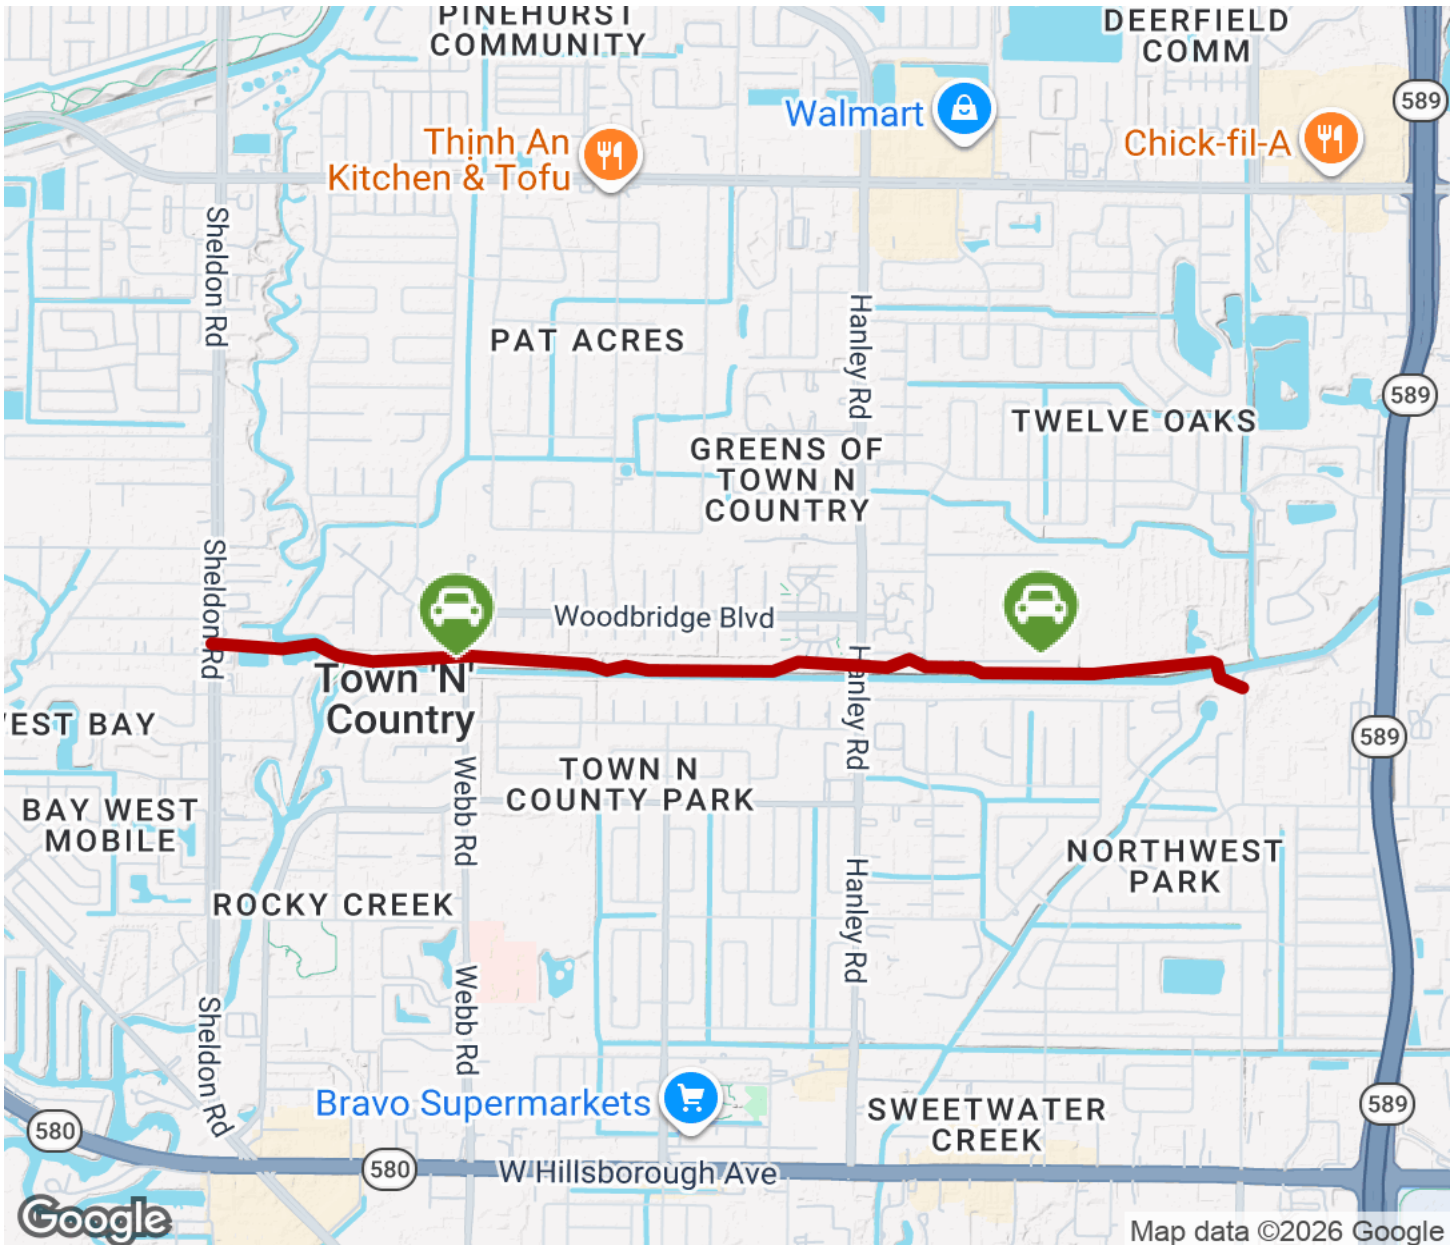 PINEHURST
COMMUNITY
DEERFIELD
COMM
589
Walmart
Thịnh An
Kitchen & Tofu
Chick-fil-A
Sheldon Rd
Hanley Rd
PAT ACRES
589
TWELVE OAKS
GREENS OF
TOWN N
COUNTRY
Sheldon Rd
Woodbridge Blvd
Hanley Rd
Town 'N'
Country
EST BAY
589
Webb Rd
TOWN N
COUNTY PARK
BAY WEST
MOBILE
NORTHWEST
PARK
Hanley Rd
ROCKY CREEK
Webb Rd
Sheldon Rd
Bravo Supermarkets
SWEETWATER
CREEK
589
580
580
W Hillsborough Ave
Google
Map data ©2026 Google